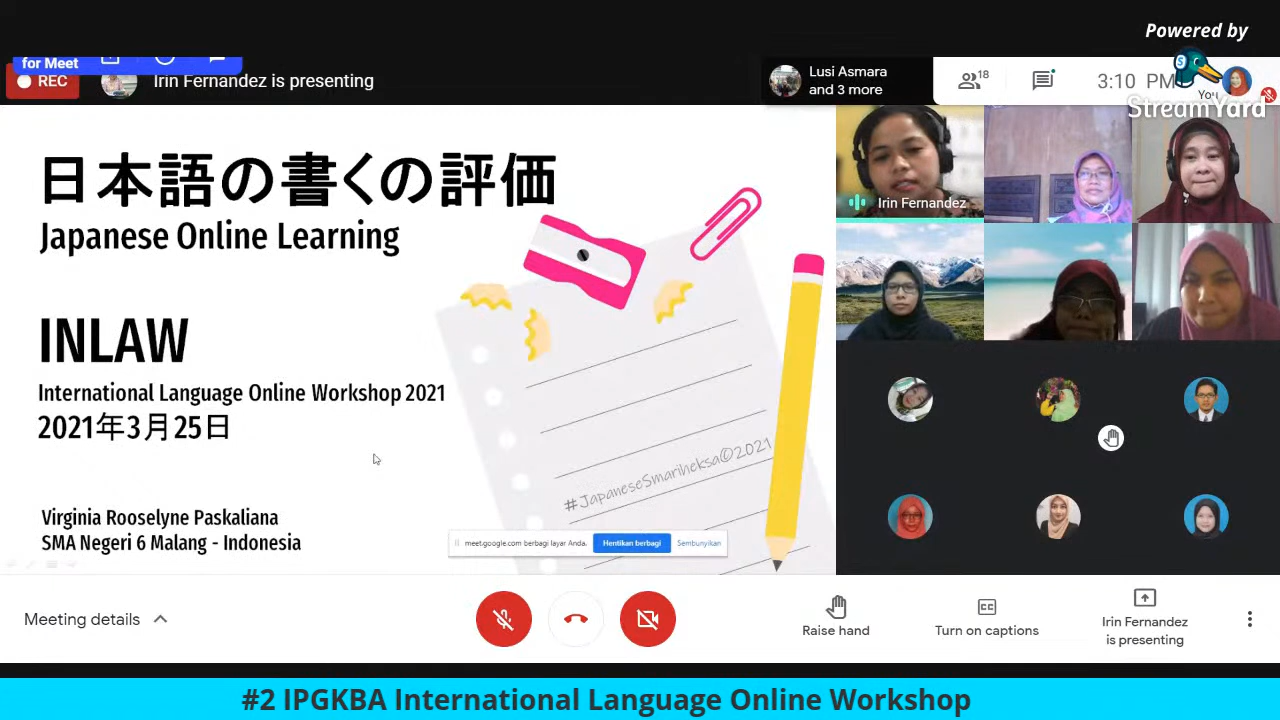 Powered by
StreamYard
for Meet
REC
Irin Fernandez is presenting
Lusi Asmara
and 3 more
18
3:10 PM
You
日本語の書くの評価
Japanese Online Learning
INLAW
International Language Online Workshop 2021
2021年3月25日
#JapaneseSmariheksa©2021
Virginia Rooselyne Paskaliana
SMA Negeri 6 Malang - Indonesia
meet.google.com berbagi layar Anda.
Hentikan berbagi
Sembunyikan
Irin Fernandez
Meeting details
Raise hand
Turn on captions
Irin Fernandez
is presenting
#2 IPGKBA International Language Online Workshop